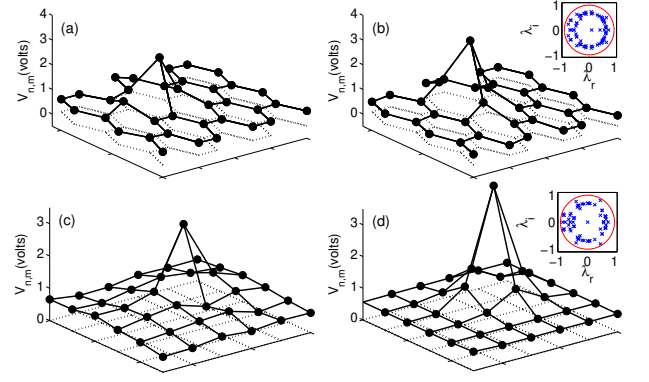 (a)
4
3
2
1
0
V_{n,m}(volts)
(b)
4
3
2
1
0
V_{n,m}(volts)
1
0
−1
λ_i
−1 0 1
λ_r
(c)
3
2
1
0
V_{n,m}(volts)
(d)
3
2
1
0
V_{n,m}(volts)
1
0
−1
λ_i
−1 0 1
λ_r